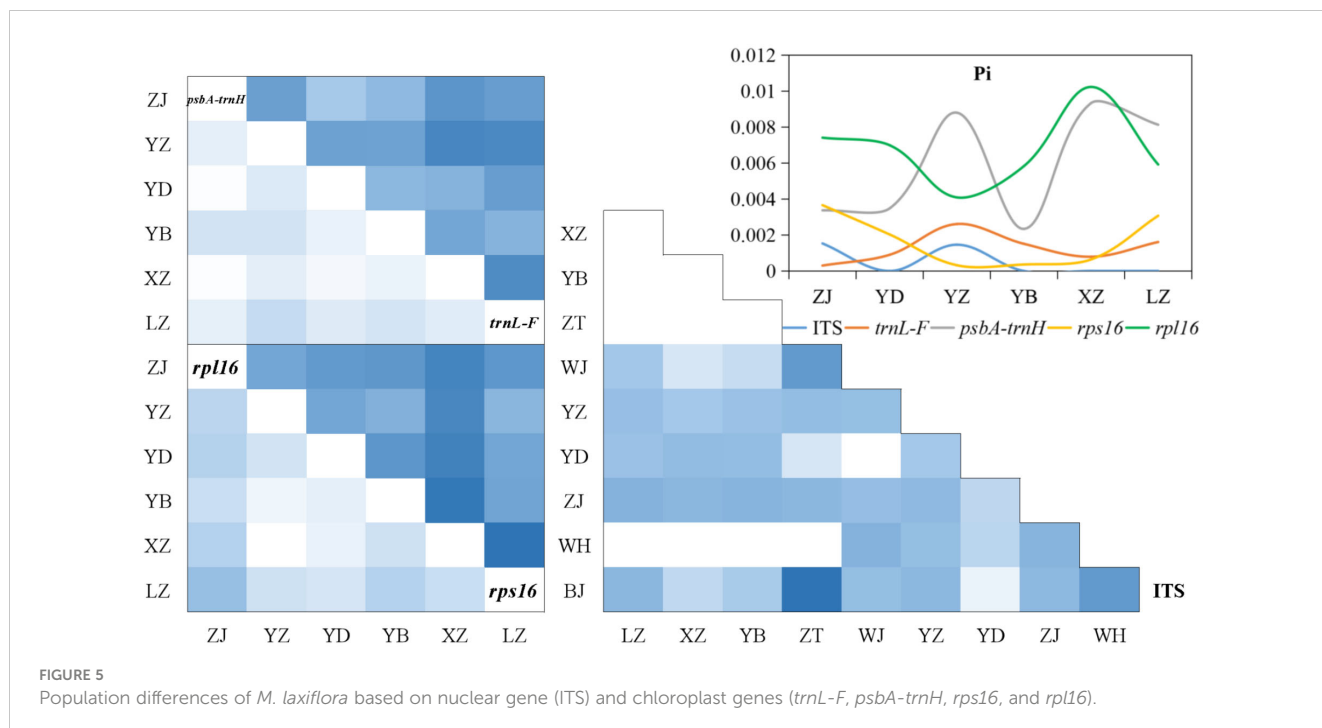 0.012
0.01
0.008
0.006
0.004
0.002
0
Pi
ZJ YD YZ YB XZ LZ
ITS trnL-F psbA-trnH rps16 rpl16
ZJ psbA-trnH
YZ
YD
YB
XZ
LZ trnL-F
ZJ rpl16
YZ
YD
YB
XZ
LZ rps16
ZJ YZ YD YB XZ LZ
XZ
YB
ZT
WJ
YZ
YD
ZJ
WH
BJ ITS
LZ XZ YB ZT WJ YZ YD ZJ WH
FIGURE 5
Population differences of M. laxiflora based on nuclear gene (ITS) and chloroplast genes (trnL-F, psbA-trnH, rps16, and rpl16).